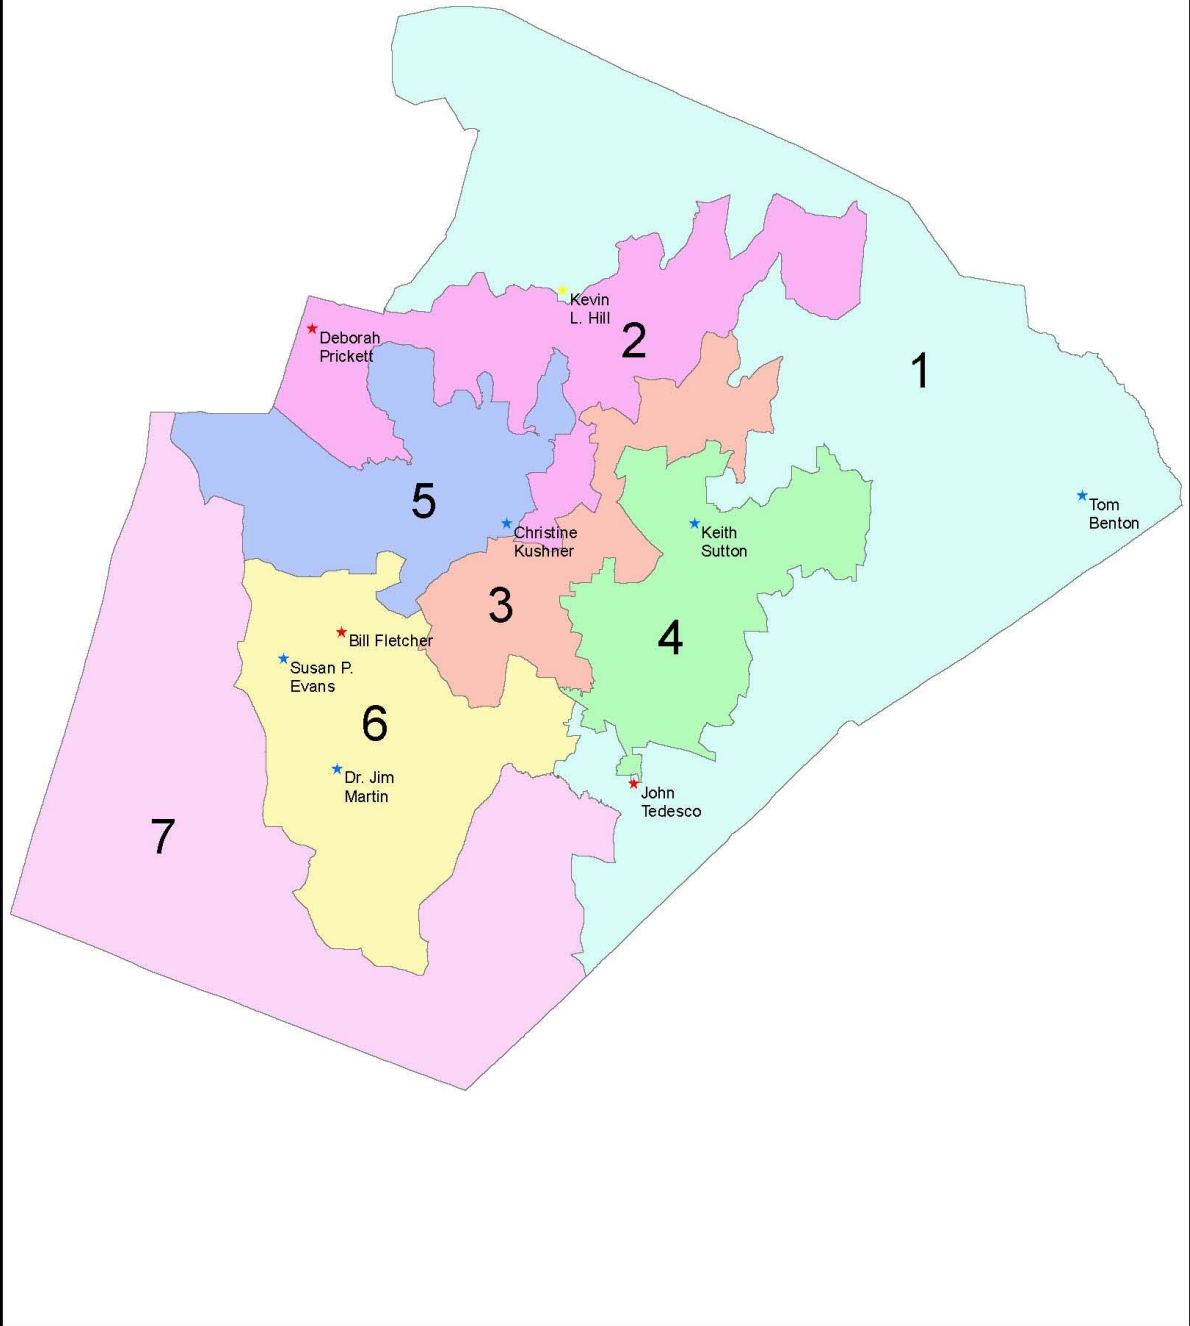 Kevin
L. Hill
Deborah
Prickett
2
1
5
Tom
Benton
Christine
Kushner
Keith
Sutton
3
4
Bill Fletcher
Susan P.
Evans
6
Dr. Jim
Martin
John
Tedesco
7